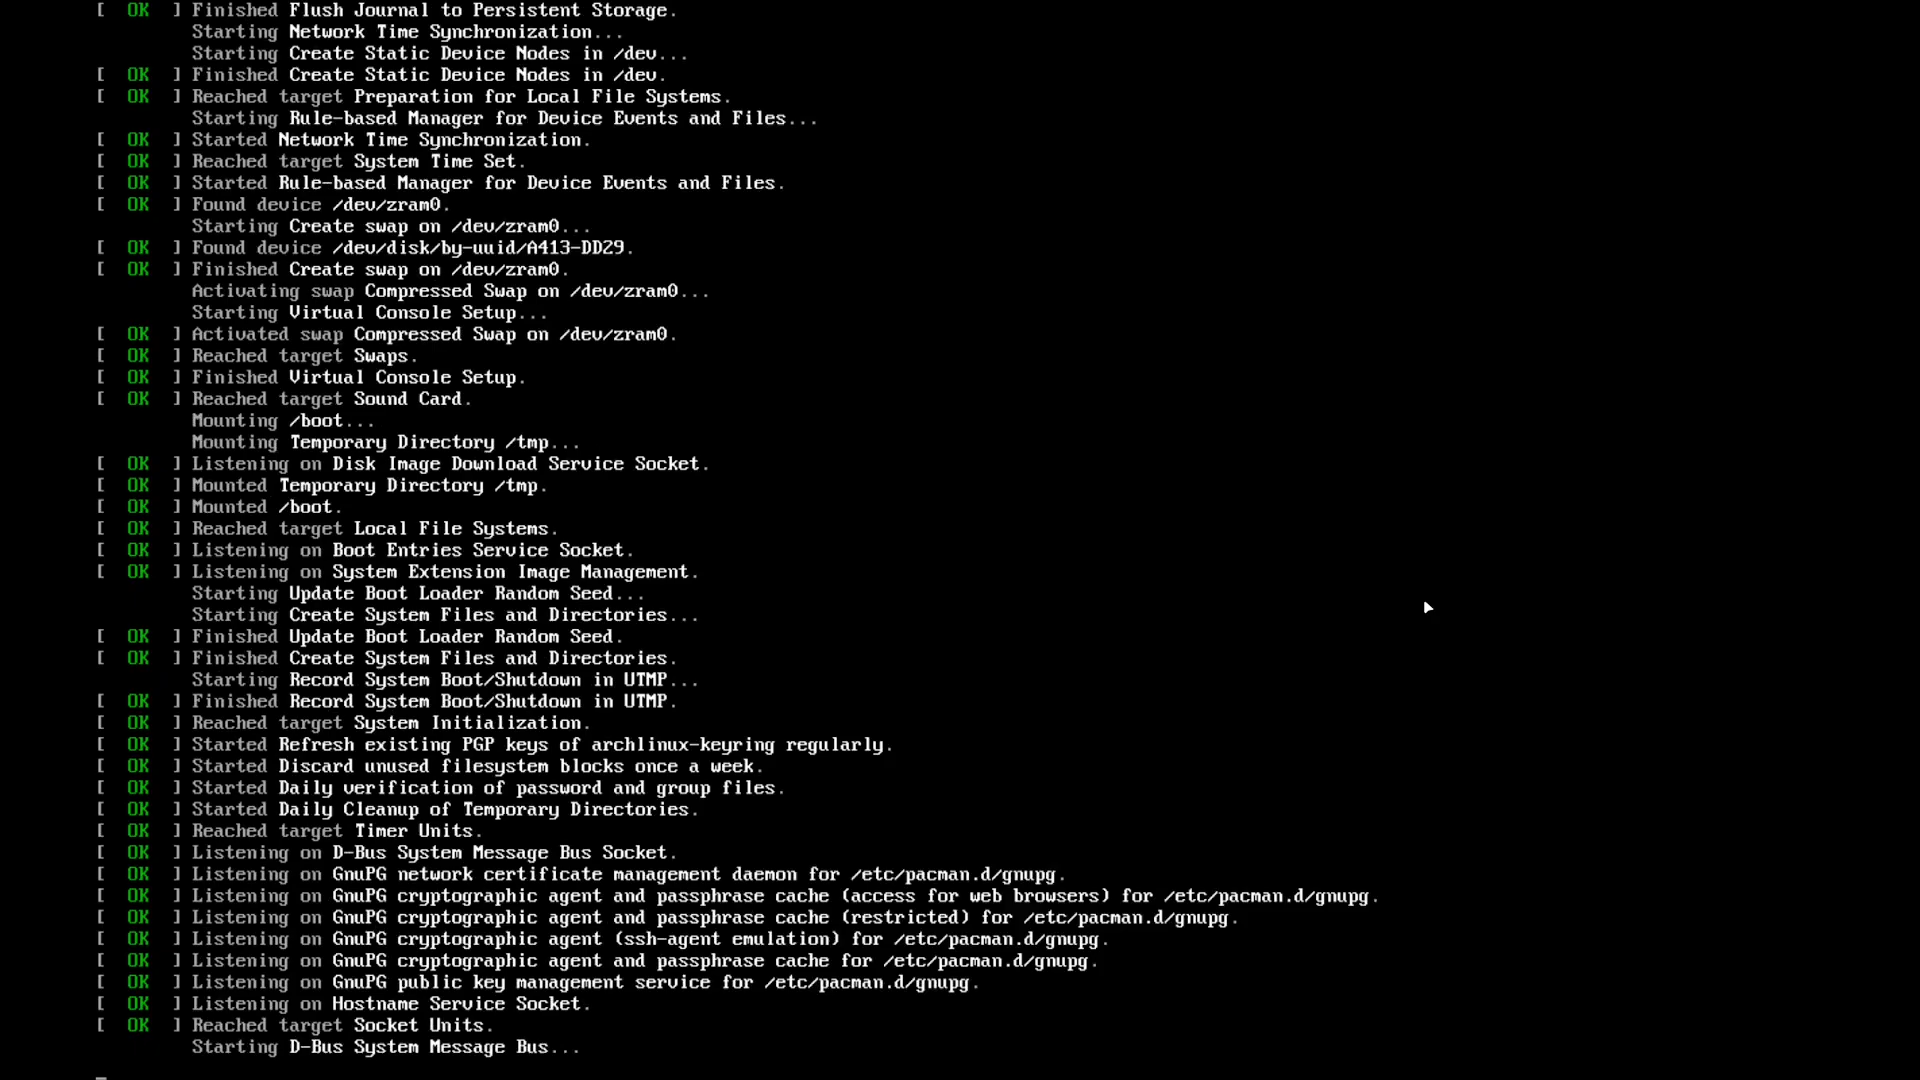 [  OK  ] Finished Flush Journal to Persistent Storage.
Starting Network Time Synchronization...
Starting Create Static Device Nodes in /dev...
[  OK  ] Finished Create Static Device Nodes in /dev.
[  OK  ] Reached target Preparation for Local File Systems.
Starting Rule-based Manager for Device Events and Files...
[  OK  ] Started Network Time Synchronization.
[  OK  ] Reached target System Time Set.
[  OK  ] Started Rule-based Manager for Device Events and Files.
[  OK  ] Found device /dev/zram0.
Starting Create swap on /dev/zram0...
[  OK  ] Found device /dev/disk/by-uuid/A413-DD29.
[  OK  ] Finished Create swap on /dev/zram0.
Activating swap Compressed Swap on /dev/zram0...
Starting Virtual Console Setup...
[  OK  ] Activated swap Compressed Swap on /dev/zram0.
[  OK  ] Reached target Swaps.
[  OK  ] Finished Virtual Console Setup.
[  OK  ] Reached target Sound Card.
Mounting /boot...
Mounting Temporary Directory /tmp...
[  OK  ] Listening on Disk Image Download Service Socket.
[  OK  ] Mounted Temporary Directory /tmp.
[  OK  ] Mounted /boot.
[  OK  ] Reached target Local File Systems.
[  OK  ] Listening on Boot Entries Service Socket.
[  OK  ] Listening on System Extension Image Management.
Starting Update Boot Loader Random Seed...
Starting Create System Files and Directories...
[  OK  ] Finished Update Boot Loader Random Seed.
[  OK  ] Finished Create System Files and Directories.
Starting Record System Boot/Shutdown in UTMP...
[  OK  ] Finished Record System Boot/Shutdown in UTMP.
[  OK  ] Reached target System Initialization.
[  OK  ] Started Refresh existing PGP keys of archlinux-keyring regularly.
[  OK  ] Started Discard unused filesystem blocks once a week.
[  OK  ] Started Daily verification of password and group files.
[  OK  ] Started Daily Cleanup of Temporary Directories.
[  OK  ] Reached target Timer Units.
[  OK  ] Listening on D-Bus System Message Bus Socket.
[  OK  ] Listening on GnuPG network certificate management daemon for /etc/pacman.d/gnupg.
[  OK  ] Listening on GnuPG cryptographic agent and passphrase cache (access for web browsers) for /etc/pacman.d/gnupg.
[  OK  ] Listening on GnuPG cryptographic agent and passphrase cache (restricted) for /etc/pacman.d/gnupg.
[  OK  ] Listening on GnuPG cryptographic agent (ssh-agent emulation) for /etc/pacman.d/gnupg.
[  OK  ] Listening on GnuPG cryptographic agent and passphrase cache for /etc/pacman.d/gnupg.
[  OK  ] Listening on GnuPG public key management service for /etc/pacman.d/gnupg.
[  OK  ] Listening on Hostname Service Socket.
[  OK  ] Reached target Socket Units.
Starting D-Bus System Message Bus...